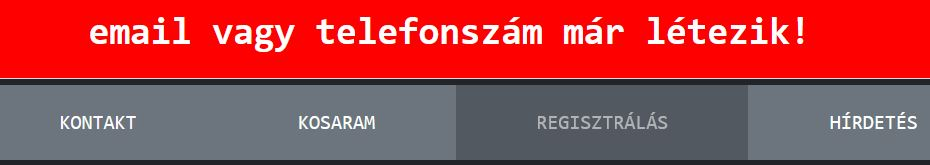 email vagy telefonszám már létezik!
KONTAKT KOSARAM REGISZTRÁLÁS HÍRDETÉS